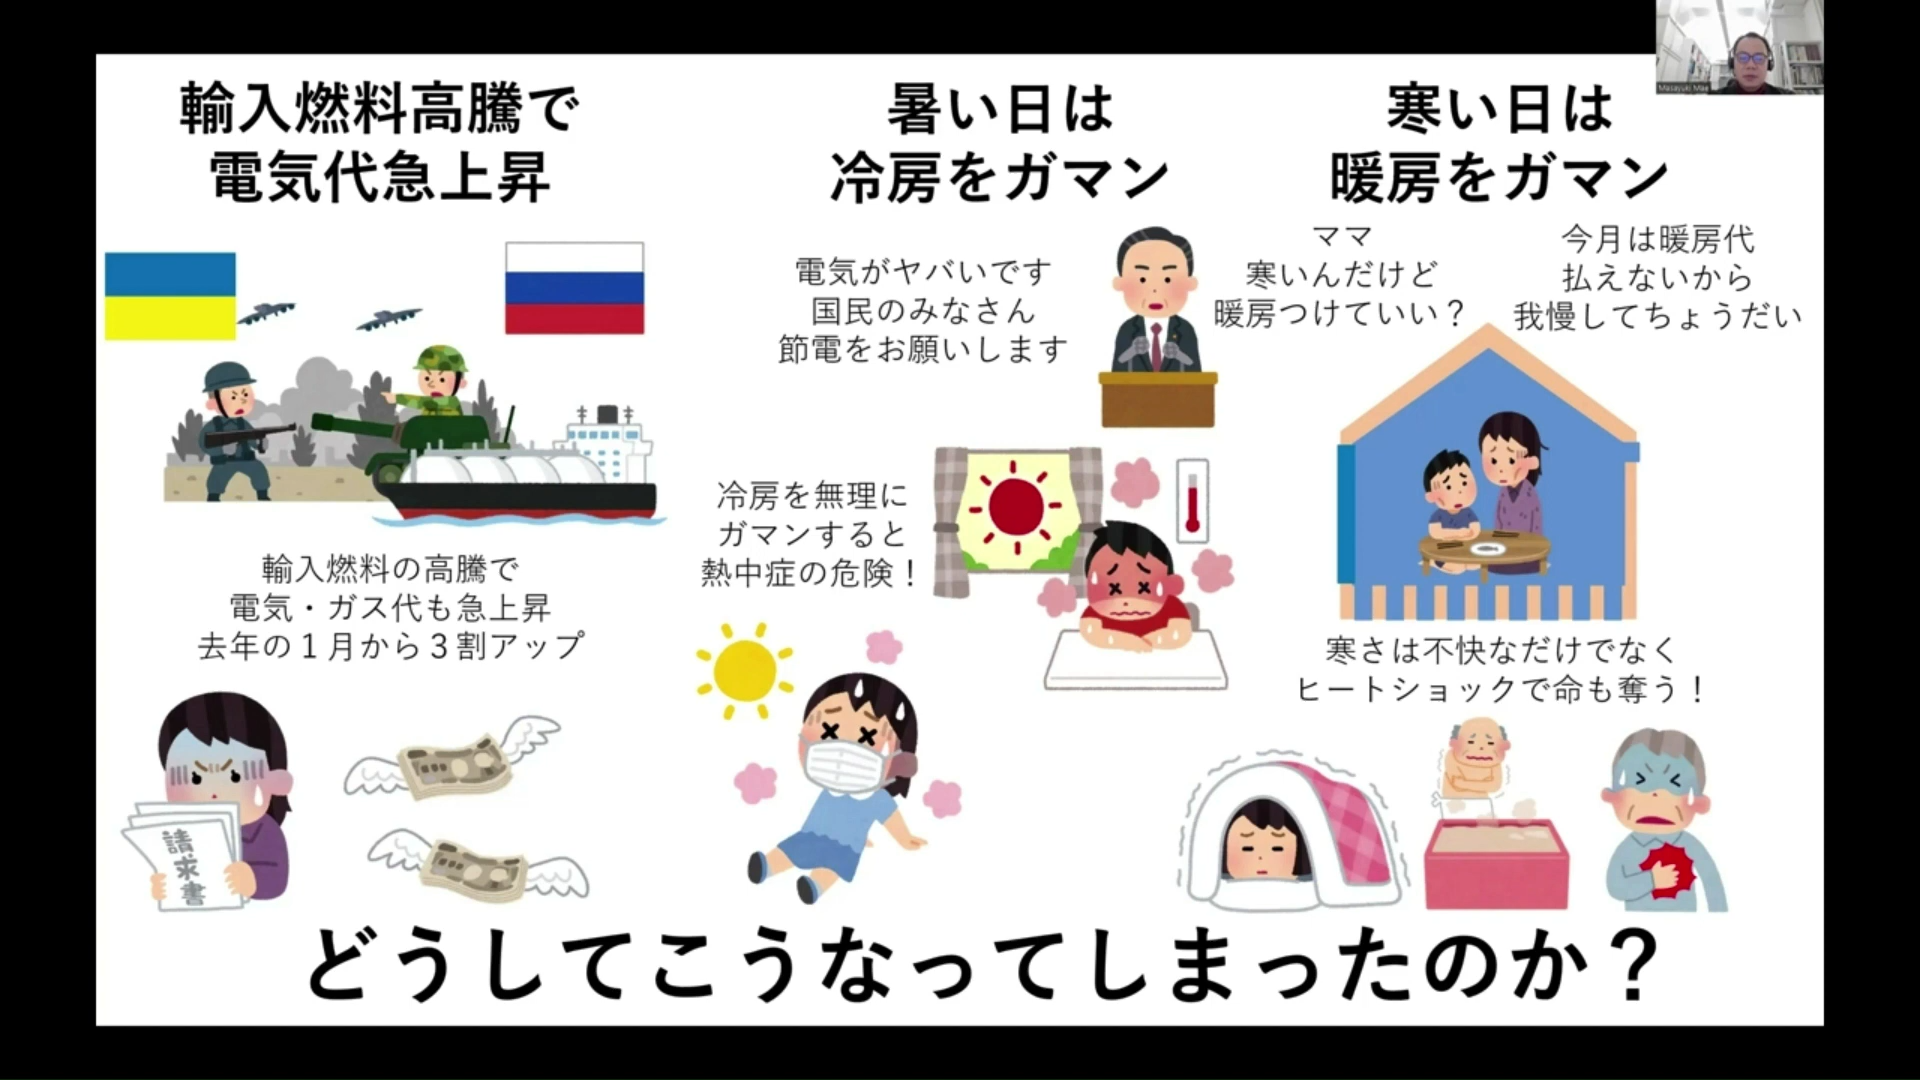 輸入燃料高騰で
電気代急上昇
輸入燃料の高騰で
電気・ガス代も急上昇
去年の１月から３割アップ
請求書
暑い日は
冷房をガマン
電気がヤバいです
国民のみなさん
節電をお願いします
冷房を無理に
ガマンすると
熱中症の危険！
寒い日は
暖房をガマン
ママ
寒いんだけど
暖房つけていい？
今月は暖房代
払えないから
我慢してちょうだい
寒さは不快なだけでなく
ヒートショックで命も奪う！
どうしてこうなってしまったのか？
Masayuki Mae